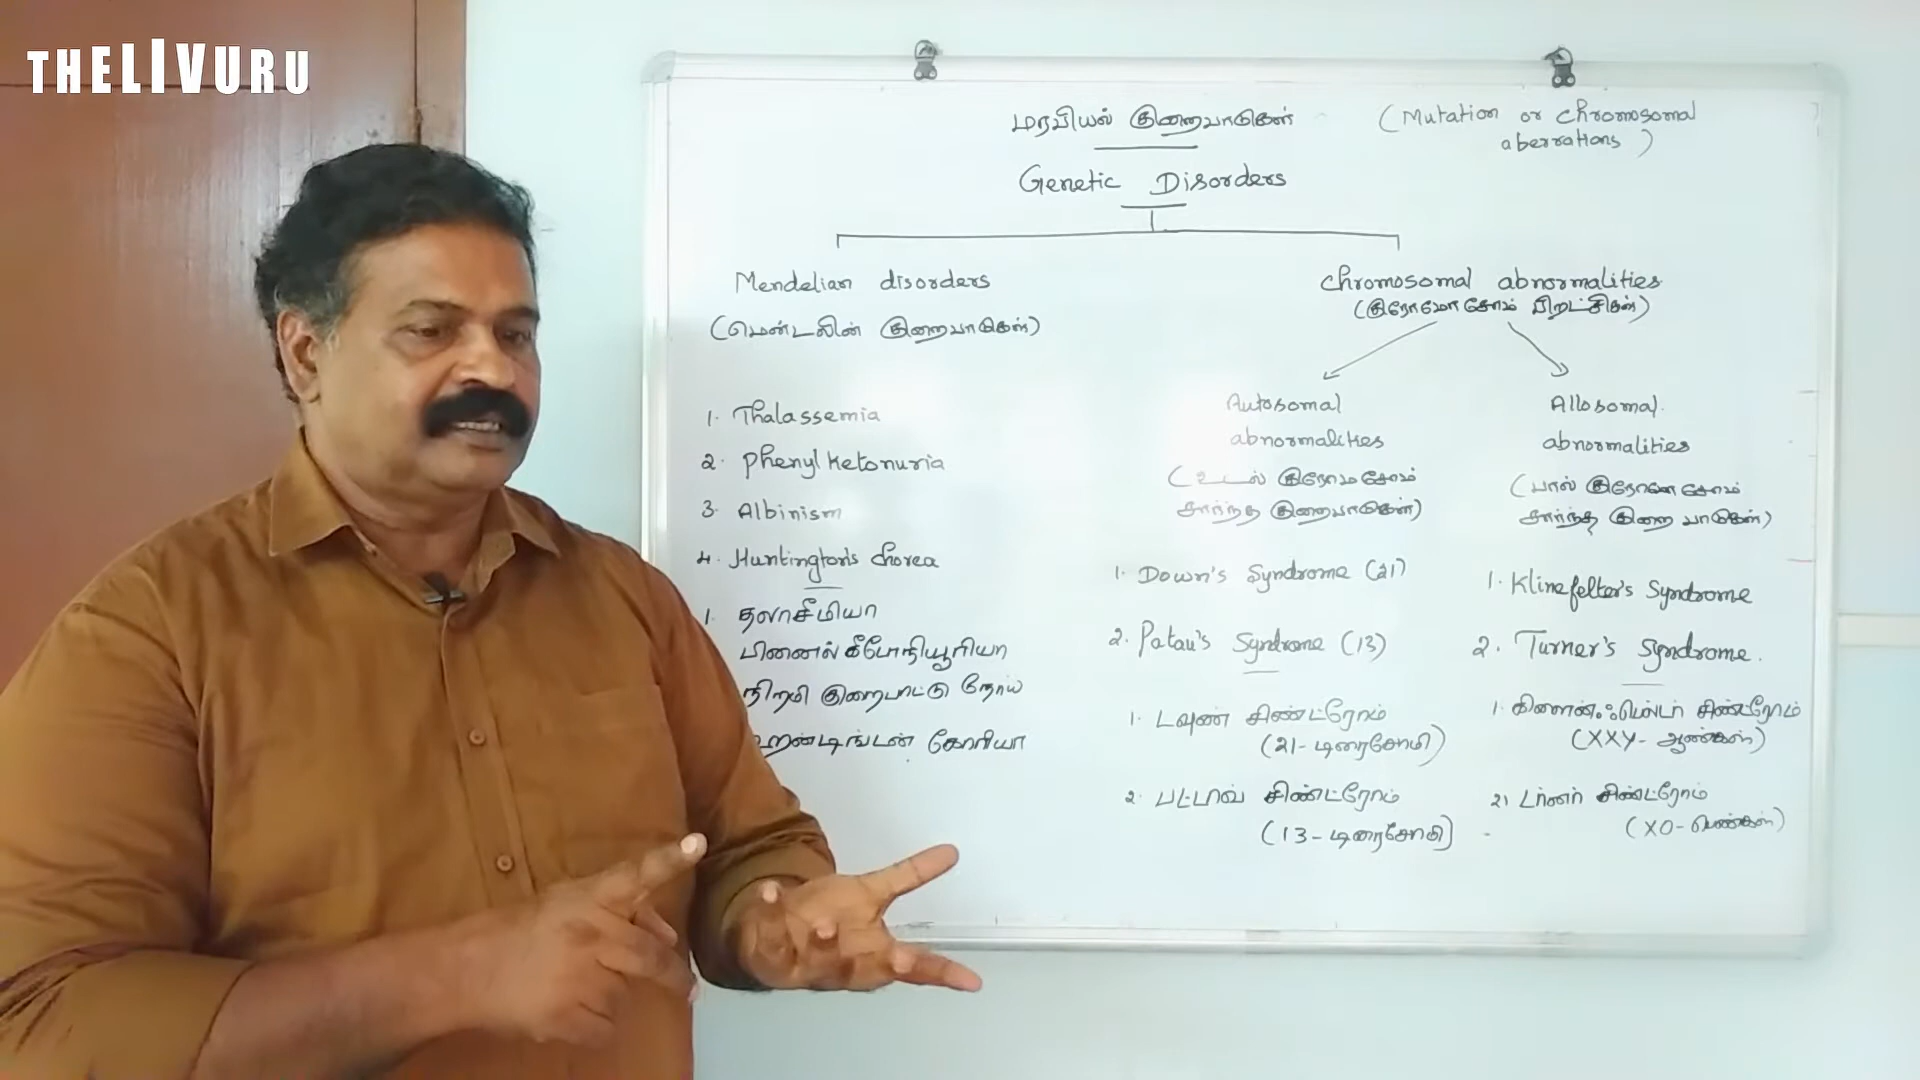 THELIVURU
மரபியல் குறைபாடுகள் (Mutation or chromosomal
aberrations)
Genetic Disorders
Mendelian disorders
(மென்டலின் குறைபாடுகள்)
chromosomal abnormalities
(குரோமோசோம் பிறட்சிகள்)
1. Thalassemia
2. Phenyl ketonuria
3. Albinism
4. Huntington's chorea
1. தலாசீமியா
பினைல்கீபோநியூரியா
நிறமி குறைபாட்டு நோய்
ஹண்டிங்டன் கோரியா
Autosomal
abnormalities
(உடல் குரோமசோம்
சார்ந்த குறைபாடுகள்)
1. Down's Syndrome (21)
2. Patau's Syndrome (13)
1. டவுண் சிண்ட்ரோம்
(21-டிரைசோமி)
2. பட்டாவ் சிண்ட்ரோம்
(13-டிரைசோமி)
Allosomal
abnormalities
(பால் குரோமசோம்
சார்ந்த குறைபாடுகள்)
1. Klinefelter's Syndrome
2. Turner's Syndrome.
1. கிளைன்ஃபெல்டர் சிண்ட்ரோம்
(XXY-ஆண்கள்)
2) டர்னர் சிண்ட்ரோம்
(XO-பெண்கள்)